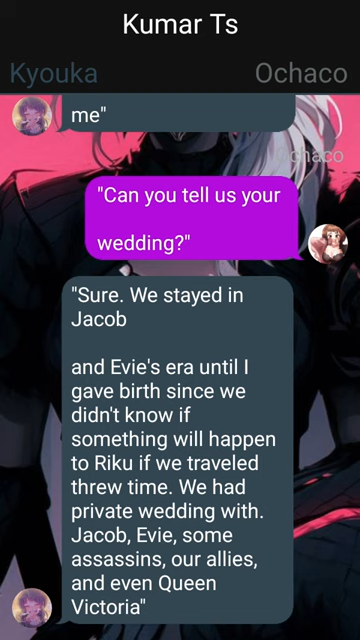 Kumar Ts
Kyouka
Ochaco
me"
Ochaco
"Can you tell us your
wedding?"
"Sure. We stayed in
Jacob
and Evie's era until I
gave birth since we
didn't know if
something will happen
to Riku if we traveled
threw time. We had
private wedding with.
Jacob, Evie, some
assassins, our allies,
and even Queen
Victoria"